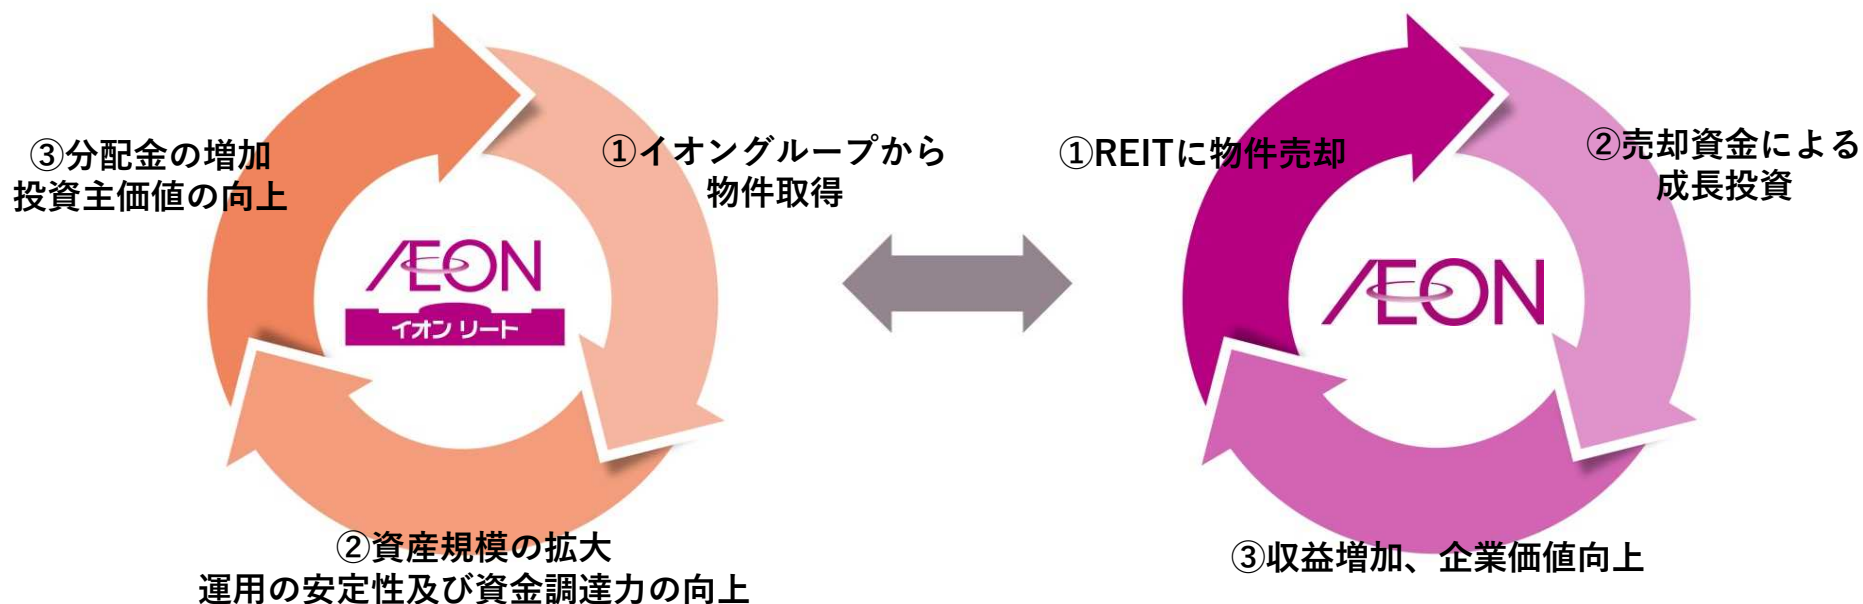 ③分配金の増加
投資主価値の向上
①イオングループから
物件取得
ÆON
イオン リート
②資産規模の拡大
運用の安定性及び資金調達力の向上
①REITに物件売却
②売却資金による
成長投資
ÆON
③収益増加、企業価値向上